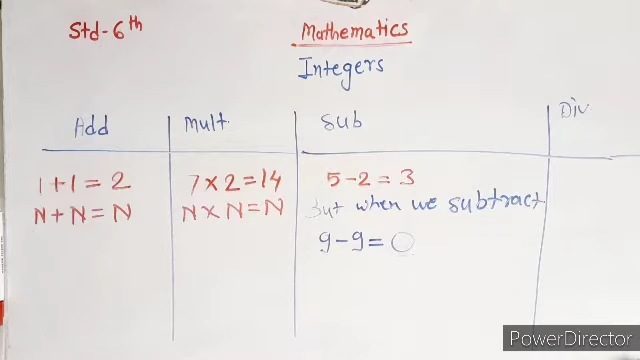 Std-6th
Mathematics
Integers
Add
Mult
Sub
Div
1+1=2
7×2=14
5-2=3
N+N=N
N×N=N
But when we subtract
9-9=0
PowerDirector